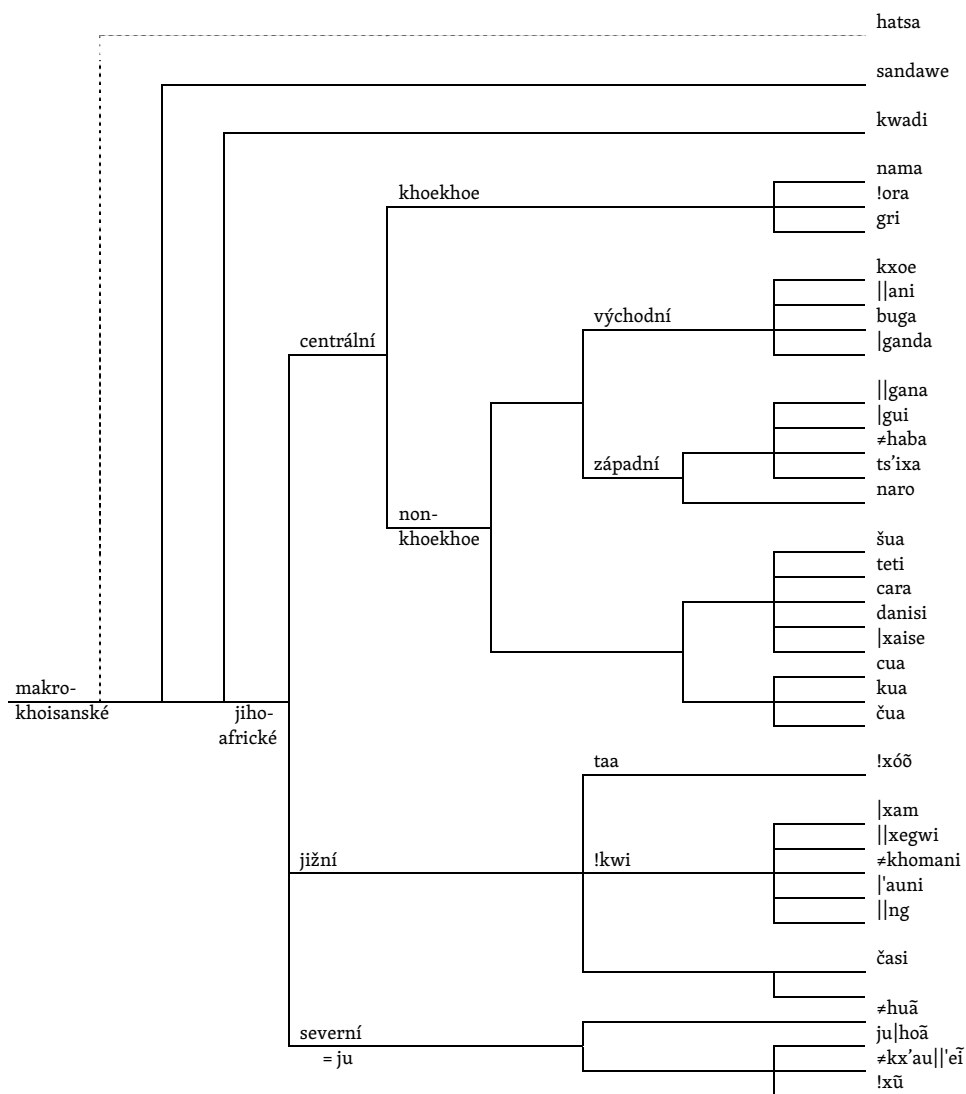 hatsa
sandawe
kwadi
nama
khoekhoe
!ora
gri
kxoe
||ani
východní
buga
centrální
|ganda
||gana
|gui
≠haba
západní
ts’ixa
naro
non-
khoekhoe
šua
teti
cara
danisi
|xaise
cua
makro-
khoisanské
kua
jiho-
africké
čua
taa
!xóõ
|xam
||xegwi
jižní
!kwi
≠khomani
|'auni
||ng
časi
≠huã
severní
= ju
ju|hoã
≠kx’au||'eĩ
!xũ